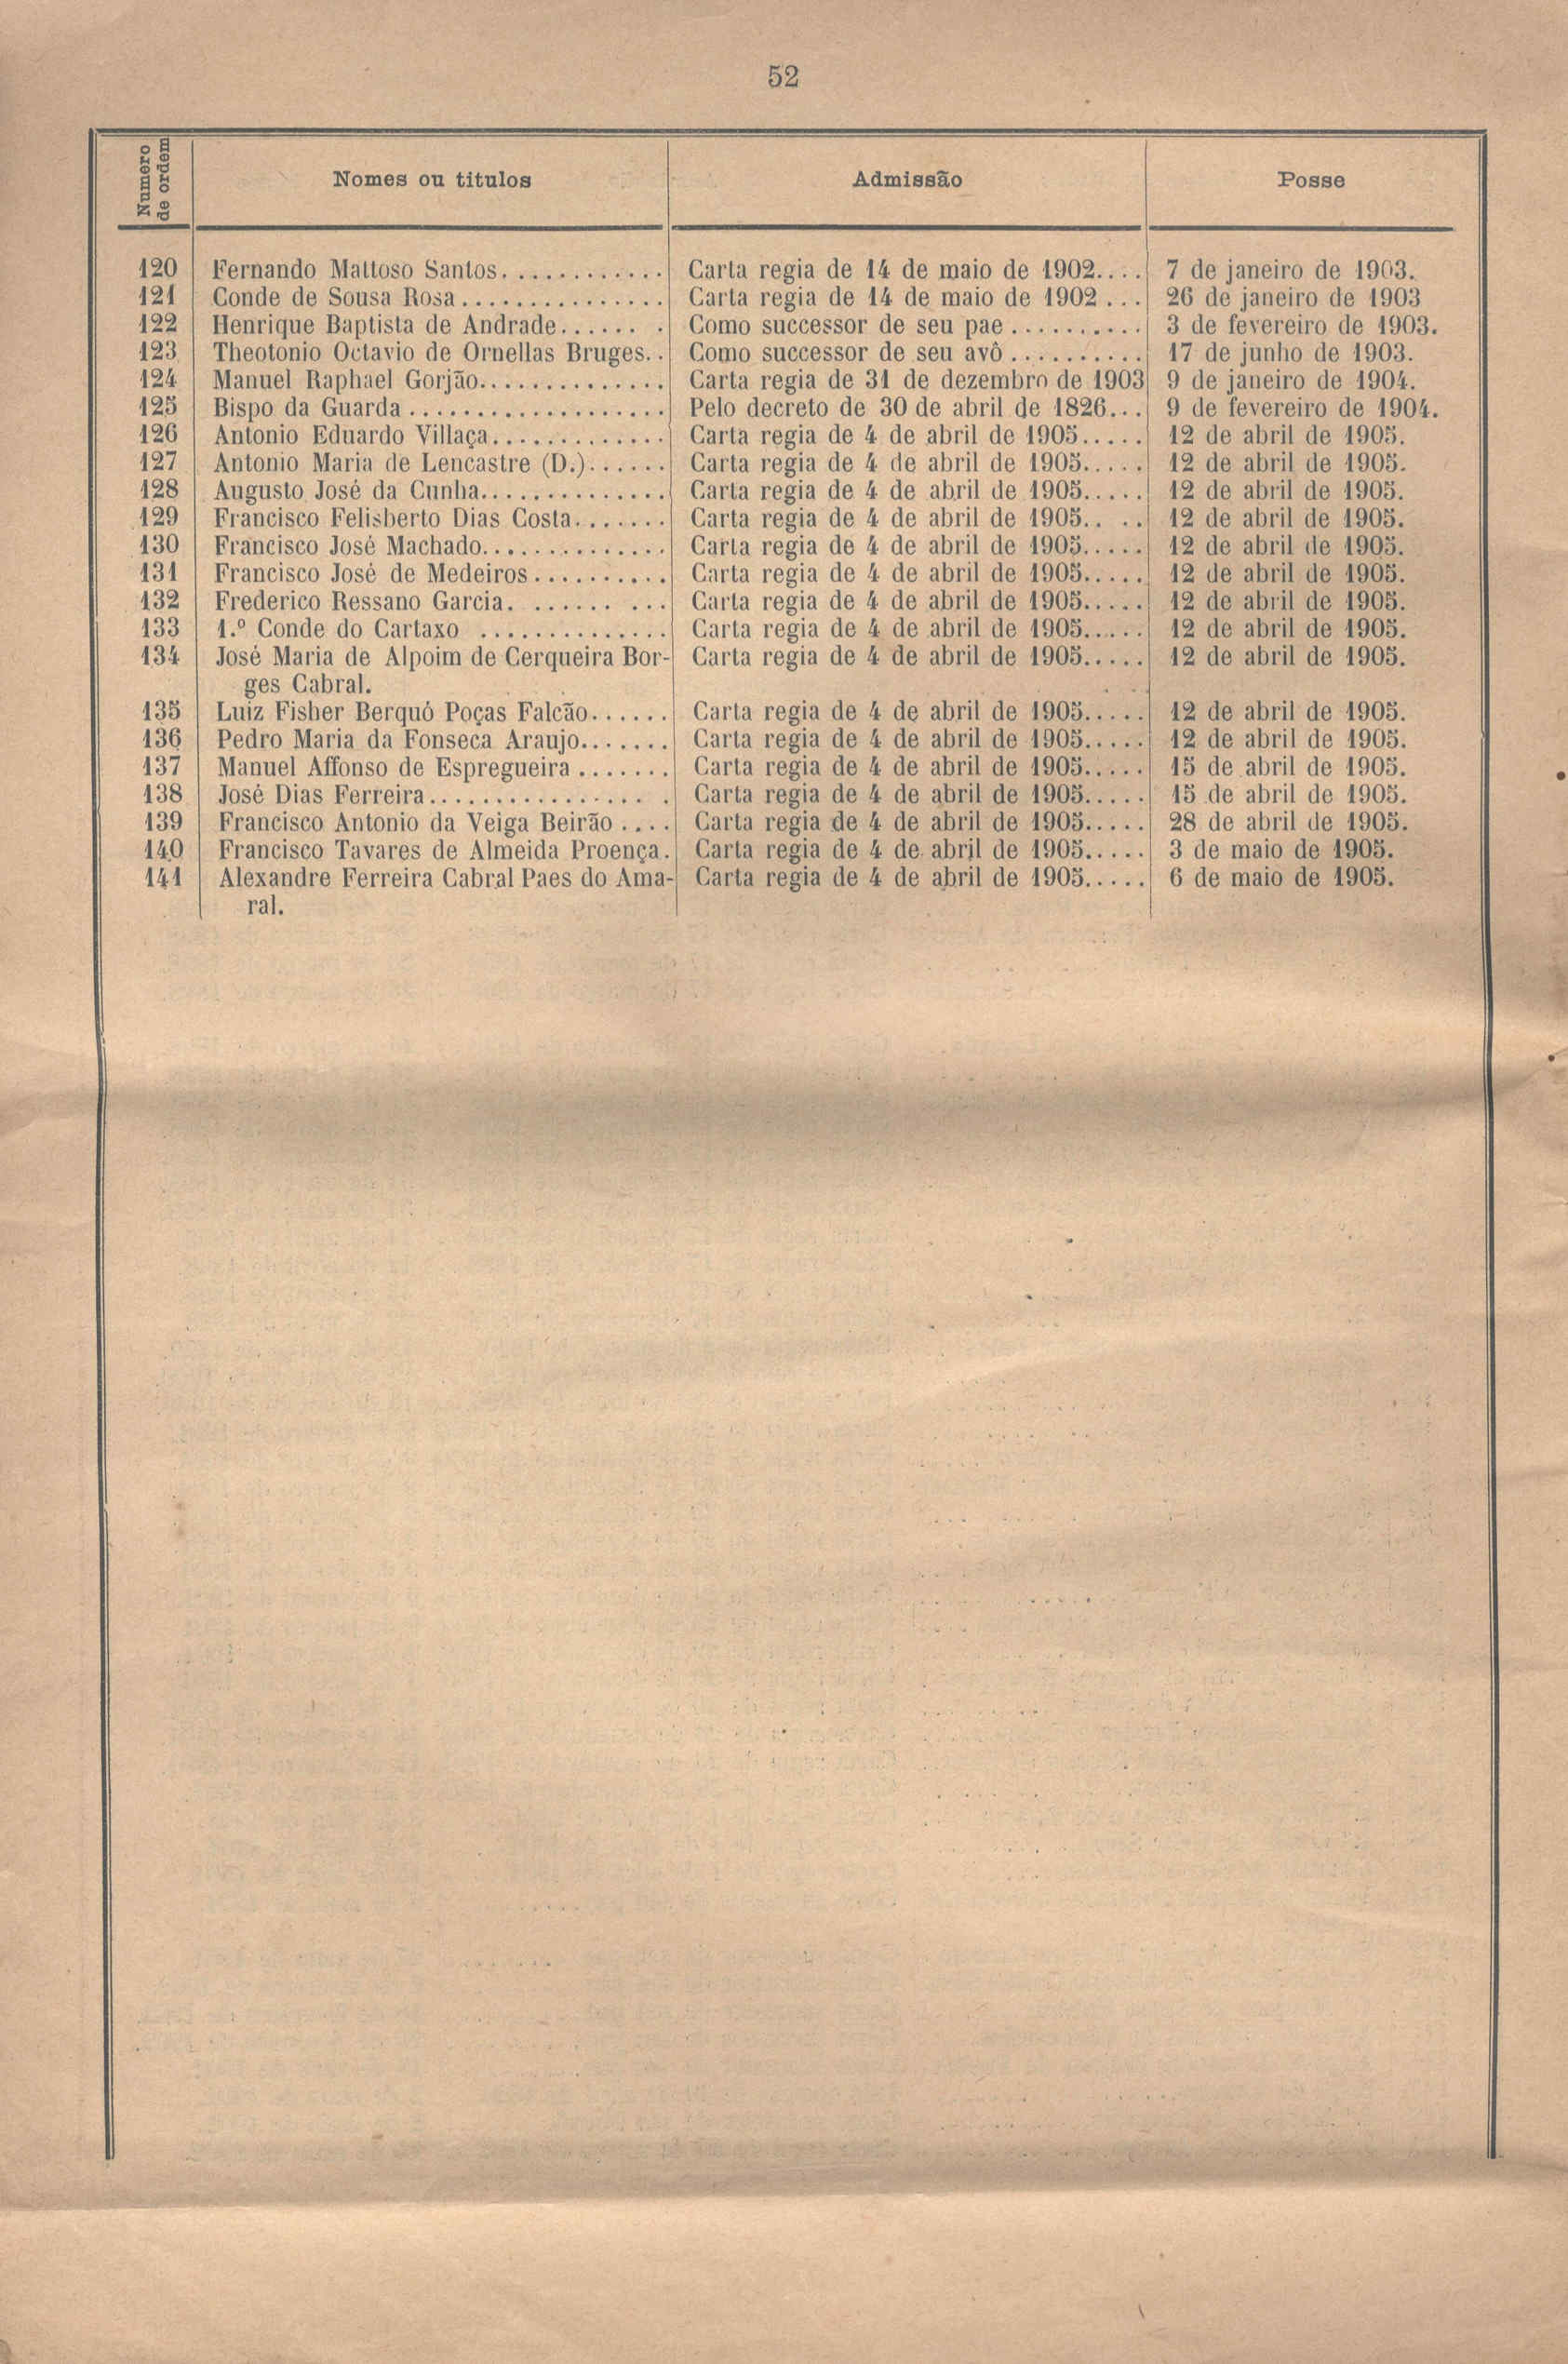 52
Numero de ordem
Nomes ou titulos
Admissão
Posse
120 Fernando Mattoso Santos............ Carta regia de 14 de maio de 1902.... 7 de janeiro de 1903.
121 Conde de Sousa Rosa............... Carta regia de 14 de maio de 1902 ... 26 de janeiro de 1903
122 Henrique Baptista de Andrade...... . Como successor de seu pae .......... 3 de fevereiro de 1903.
123 Theotonio Octavio de Ornellas Bruges.. Como successor de seu avô .......... 17 de junho de 1903.
124 Manuel Raphael Gorjão.............. Carta regia de 31 de dezembro de 1903 9 de janeiro de 1904.
125 Bispo da Guarda ................... Pelo decreto de 30 de abril de 1826... 9 de fevereiro de 1904.
126 Antonio Eduardo Villaça............. Carta regia de 4 de abril de 1905..... 12 de abril de 1905.
127 Antonio Maria de Lencastre (D.)...... Carta regia de 4 de abril de 1905..... 12 de abril de 1905.
128 Augusto José da Cunha.............. Carta regia de 4 de abril de 1905..... 12 de abril de 1905.
129 Francisco Felisberto Dias Costa....... Carta regia de 4 de abril de 1905.. .. 12 de abril de 1905.
130 Francisco José Machado.............. Carta regia de 4 de abril de 1905..... 12 de abril de 1905.
131 Francisco José de Medeiros.......... Carta regia de 4 de abril de 1905..... 12 de abril de 1905.
132 Frederico Ressano Garcia. ....... ... Carta regia de 4 de abril de 1905..... 12 de abril de 1905.
133 1.º Conde do Cartaxo .............. Carta regia de 4 de abril de 1905..... 12 de abril de 1905.
134 José Maria de Alpoim de Cerqueira Bor- Carta regia de 4 de abril de 1905..... 12 de abril de 1905.
ges Cabral.
135 Luiz Fisher Berquó Poças Falcão...... Carta regia de 4 de abril de 1905..... 12 de abril de 1905.
136 Pedro Maria da Fonseca Araujo....... Carta regia de 4 de abril de 1905..... 12 de abril de 1905.
137 Manuel Affonso de Espregueira ....... Carta regia de 4 de abril de 1905..... 15 de abril de 1905.
138 José Dias Ferreira................ . Carta regia de 4 de abril de 1905..... 15 de abril de 1905.
139 Francisco Antonio da Veiga Beirão .... Carta regia de 4 de abril de 1905..... 28 de abril de 1905.
140 Francisco Tavares de Almeida Proença. Carta regia de 4 de abril de 1905..... 3 de maio de 1905.
141 Alexandre Ferreira Cabral Paes do Ama- Carta regia de 4 de abril de 1905..... 6 de maio de 1905.
ral.